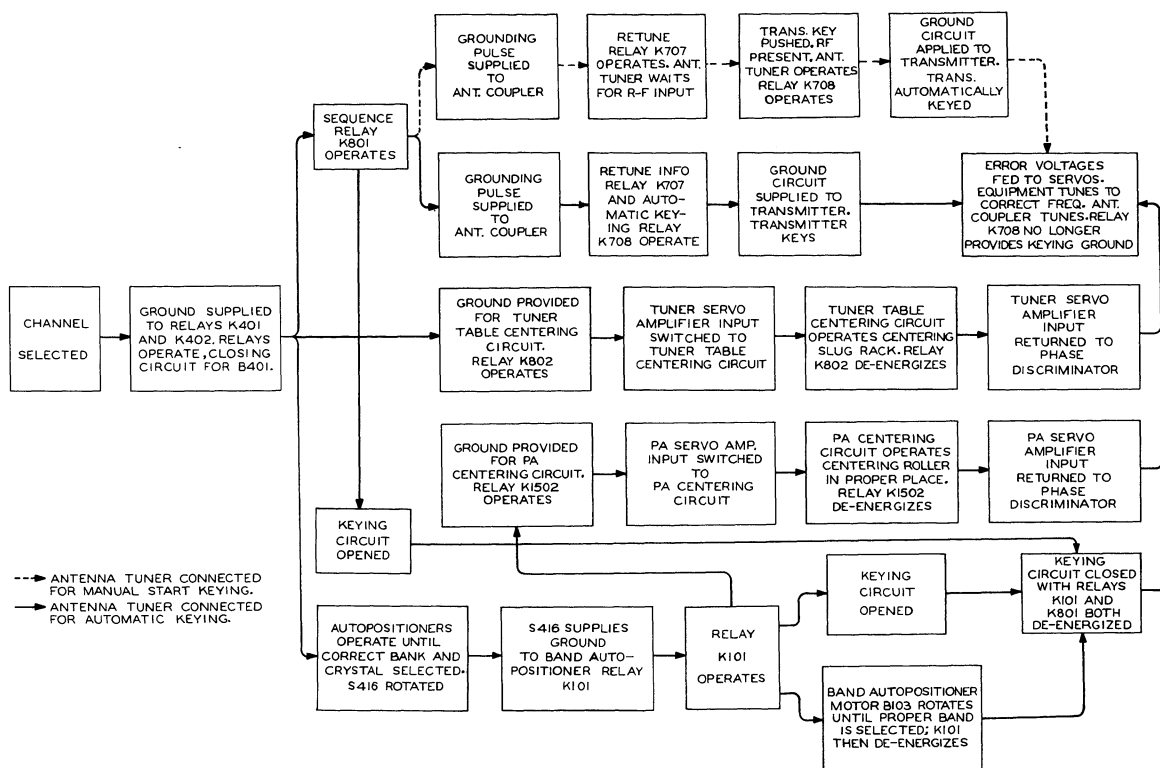 GROUNDING
PULSE
SUPPLIED
TO
ANT. COUPLER
RETUNE
RELAY K707
OPERATES. ANT.
TUNER WAITS
FOR R-F INPUT
TRANS. KEY
PUSHED. RF
PRESENT. ANT.
TUNER OPERATES
RELAY K708
OPERATES
GROUND
CIRCUIT
APPLIED TO
TRANSMITTER.
TRANS.
AUTOMATICALLY
KEYED
SEQUENCE
RELAY
K801
OPERATES
GROUNDING
PULSE
SUPPLIED
TO
ANT. COUPLER
RETUNE INFO
RELAY K707
AND AUTO-
MATIC KEY-
ING RELAY
K708 OPERATE
GROUND
CIRCUIT
SUPPLIED TO
TRANSMITTER.
TRANSMITTER
KEYS
ERROR VOLTAGES
FED TO SERVOS.
EQUIPMENT TUNES TO
CORRECT FREQ. ANT.
COUPLER TUNES. RELAY
K708 NO LONGER
PROVIDES KEYING GROUND
CHANNEL
SELECTED
GROUND SUPPLIED
TO RELAYS K401
AND K402. RELAYS
OPERATE, CLOSING
CIRCUIT FOR B401.
GROUND PROVIDED
FOR TUNER
TABLE CENTERING
CIRCUIT.
RELAY K802
OPERATES
TUNER SERVO
AMPLIFIER INPUT
SWITCHED TO
TUNER TABLE
CENTERING CIRCUIT
TUNER TABLE
CENTERING CIRCUIT
OPERATES CENTERING
SLUG RACK. RELAY
K802 DE-ENERGIZES
TUNER SERVO
AMPLIFIER
INPUT
RETURNED TO
PHASE
DISCRIMINATOR
GROUND PROVIDED
FOR PA
CENTERING CIRCUIT.
RELAY K1502
OPERATES
PA SERVO AMP.
INPUT SWITCHED
TO
PA CENTERING
CIRCUIT
PA CENTERING
CIRCUIT OPERATES
CENTERING ROLLER
IN PROPER PLACE.
RELAY K1502
DE-ENERGIZES
PA SERVO
AMPLIFIER
INPUT
RETURNED TO
PHASE
DISCRIMINATOR
KEYING
CIRCUIT
OPENED
ANTENNA TUNER CONNECTED
FOR MANUAL START KEYING.
ANTENNA TUNER CONNECTED
FOR AUTOMATIC KEYING.
AUTOPOSITIONERS
OPERATE UNTIL
CORRECT BANK AND
CRYSTAL SELECTED.
S416 ROTATED
S416 SUPPLIES
GROUND
TO BAND AUTO-
POSITIONER RELAY
K101
RELAY
K101
OPERATES
KEYING
CIRCUIT
OPENED
KEYING
CIRCUIT CLOSED
WITH RELAYS
K101 AND
K801 BOTH
DE-ENERGIZED
BAND AUTOPOSITIONER
MOTOR B103 ROTATES
UNTIL PROPER BAND
IS SELECTED; K101
THEN DE-ENERGIZES